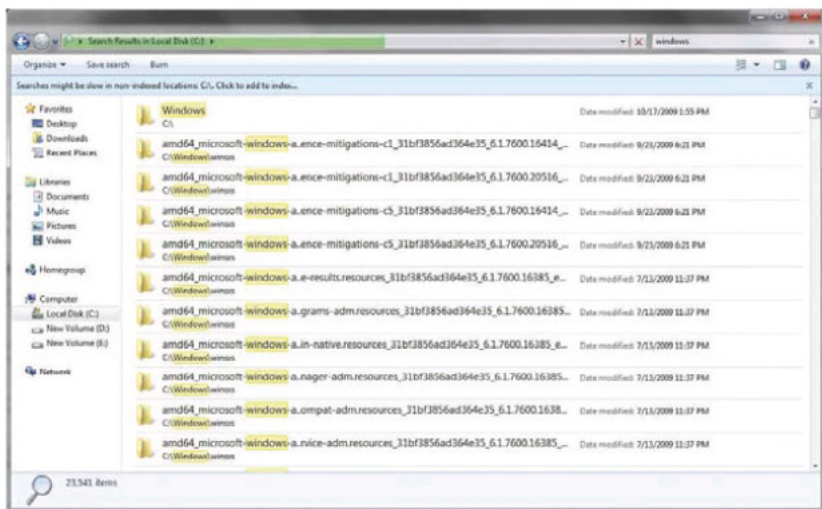 Search Results in Local Disk (C:)
windows
Organize
Save search
Burn
Searches might be slow in non-indexed locations: C:\. Click to add to index...
Favorites
Desktop
Downloads
Recent Places
Libraries
Documents
Music
Pictures
Videos
Homegroup
Computer
Local Disk (C:)
New Volume (D:)
New Volume (E:)
Network
Windows
C:\
Date modified: 10/17/2009 1:55 PM
amd64_microsoft-windows-a..ence-mitigations-c1_31bf3856ad364e35_6.1.7600.16414_...
C:\Windows\winsxs
Date modified: 9/23/2009 6:21 PM
amd64_microsoft-windows-a..ence-mitigations-c1_31bf3856ad364e35_6.1.7600.20516_...
C:\Windows\winsxs
Date modified: 9/23/2009 6:21 PM
amd64_microsoft-windows-a..ence-mitigations-c5_31bf3856ad364e35_6.1.7600.16414_...
C:\Windows\winsxs
Date modified: 9/23/2009 6:21 PM
amd64_microsoft-windows-a..ence-mitigations-c5_31bf3856ad364e35_6.1.7600.20516_...
C:\Windows\winsxs
Date modified: 9/23/2009 6:21 PM
amd64_microsoft-windows-a..e-results.resources_31bf3856ad364e35_6.1.7600.16385_e...
C:\Windows\winsxs
Date modified: 7/13/2009 11:37 PM
amd64_microsoft-windows-a..grams-adm.resources_31bf3856ad364e35_6.1.7600.16385...
C:\Windows\winsxs
Date modified: 7/13/2009 11:37 PM
amd64_microsoft-windows-a..in-native.resources_31bf3856ad364e35_6.1.7600.16385_e...
C:\Windows\winsxs
Date modified: 7/13/2009 11:37 PM
amd64_microsoft-windows-a..nager-adm.resources_31bf3856ad364e35_6.1.7600.16385...
C:\Windows\winsxs
Date modified: 7/13/2009 11:37 PM
amd64_microsoft-windows-a..ompat-adm.resources_31bf3856ad364e35_6.1.7600.1638...
C:\Windows\winsxs
Date modified: 7/13/2009 11:37 PM
amd64_microsoft-windows-a..rvice-adm.resources_31bf3856ad364e35_6.1.7600.16385_...
C:\Windows\winsxs
Date modified: 7/13/2009 11:37 PM
23,541 items